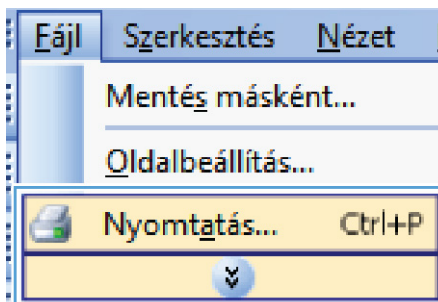 Fájl Szerkesztés Nézet
Mentés másként...
Oldalbeállítás...
Nyomtatás... Ctrl+P